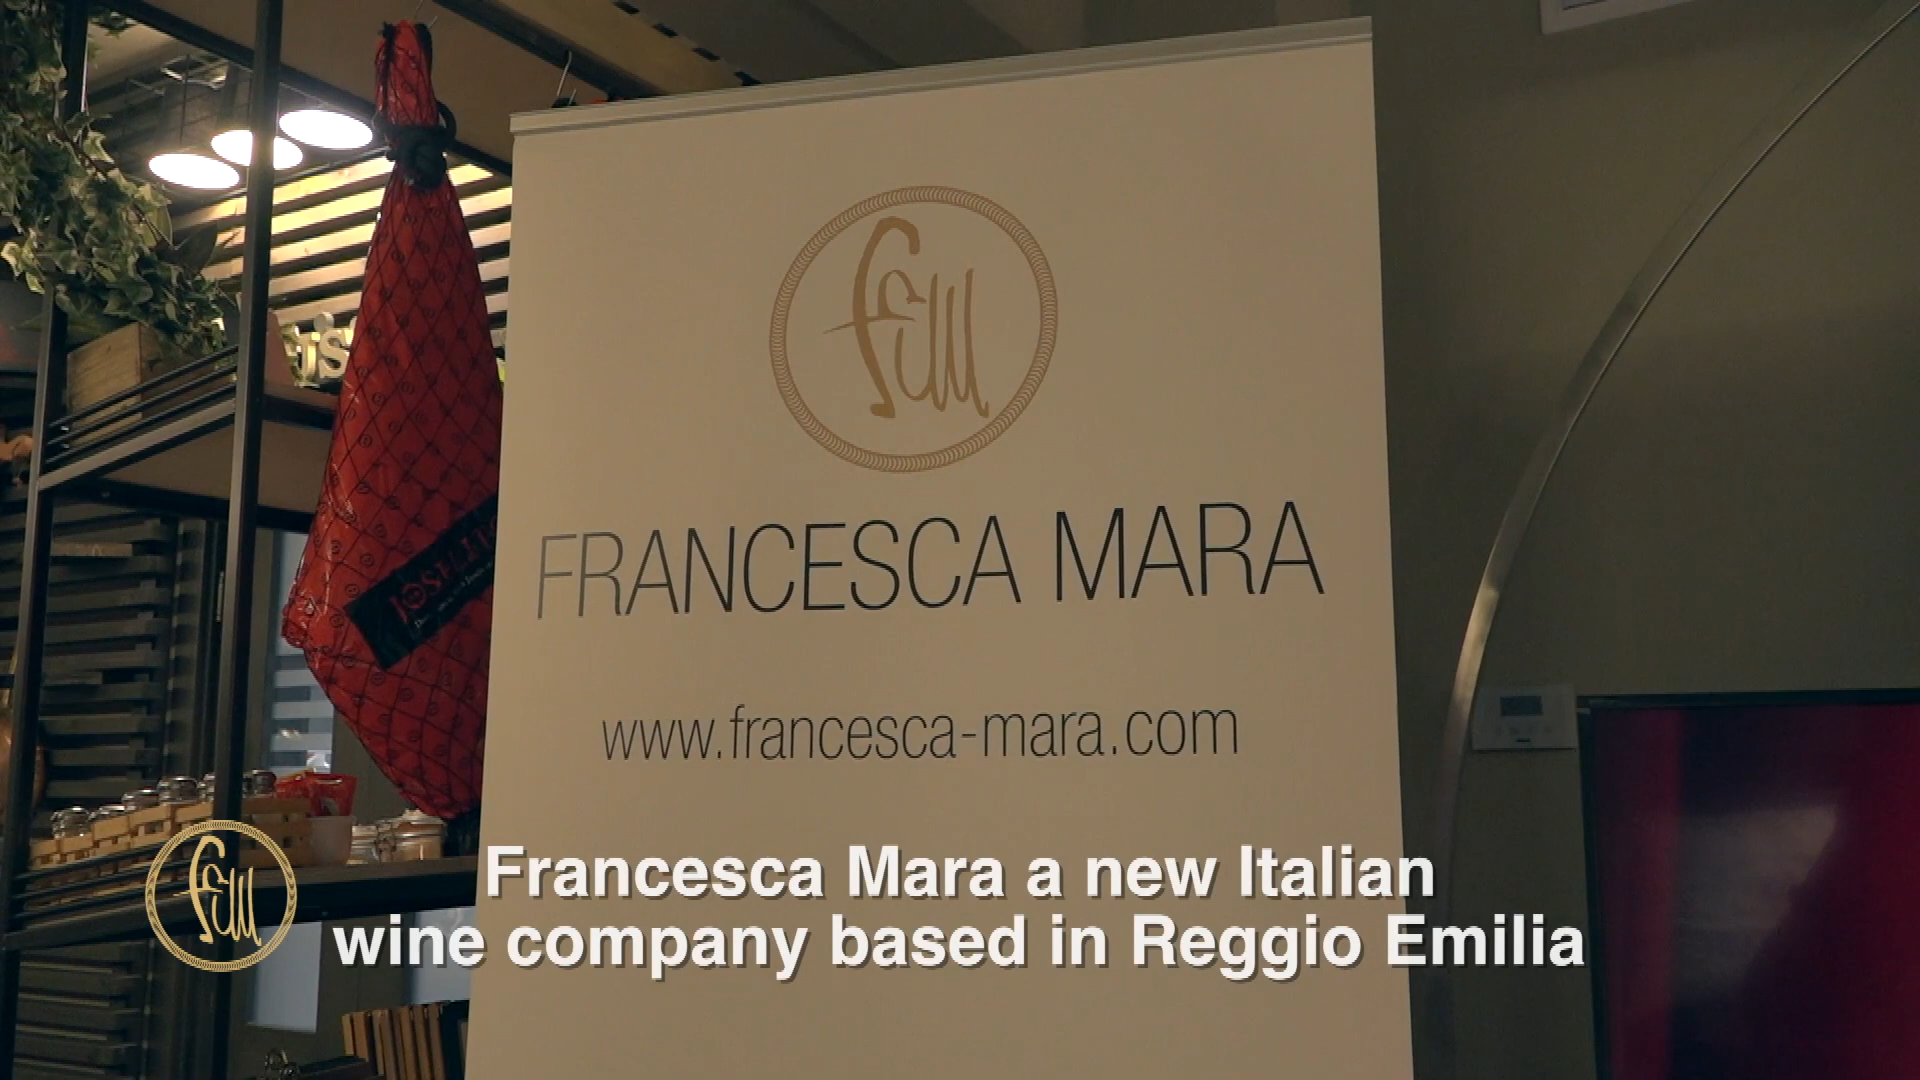 FRANCESCA MARA
www.francesca-mara.com
Francesca Mara a new Italian
wine company based in Reggio Emilia